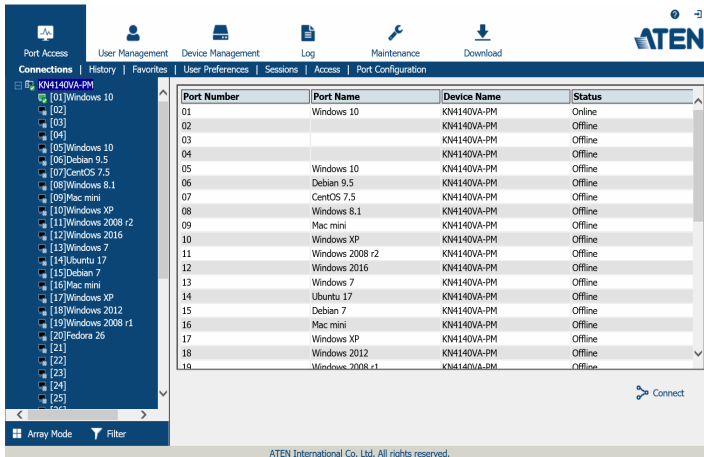 ATEN
Port Access User Management Device Management Log Maintenance Download
Connections | History | Favorites | User Preferences | Sessions | Access | Port Configuration
KN4140VA-PM
[01]Windows 10
[02]
[03]
[04]
[05]Windows 10
[06]Debian 9.5
[07]CentOS 7.5
[08]Windows 8.1
[09]Mac mini
[10]Windows XP
[11]Windows 2008 r2
[12]Windows 2016
[13]Windows 7
[14]Ubuntu 17
[15]Debian 7
[16]Mac mini
[17]Windows XP
[18]Windows 2012
[19]Windows 2008 r1
[20]Fedora 26
[21]
[22]
[23]
[24]
[25]
[26]
Array Mode Filter
Port Number Port Name Device Name Status
01 Windows 10 KN4140VA-PM Online
02 KN4140VA-PM Offline
03 KN4140VA-PM Offline
04 KN4140VA-PM Offline
05 Windows 10 KN4140VA-PM Offline
06 Debian 9.5 KN4140VA-PM Offline
07 CentOS 7.5 KN4140VA-PM Offline
08 Windows 8.1 KN4140VA-PM Offline
09 Mac mini KN4140VA-PM Offline
10 Windows XP KN4140VA-PM Offline
11 Windows 2008 r2 KN4140VA-PM Offline
12 Windows 2016 KN4140VA-PM Offline
13 Windows 7 KN4140VA-PM Offline
14 Ubuntu 17 KN4140VA-PM Offline
15 Debian 7 KN4140VA-PM Offline
16 Mac mini KN4140VA-PM Offline
17 Windows XP KN4140VA-PM Offline
18 Windows 2012 KN4140VA-PM Offline
19 Windows 2008 r1 KN4140VA-PM Offline
Connect
ATEN International Co. Ltd. All rights reserved.